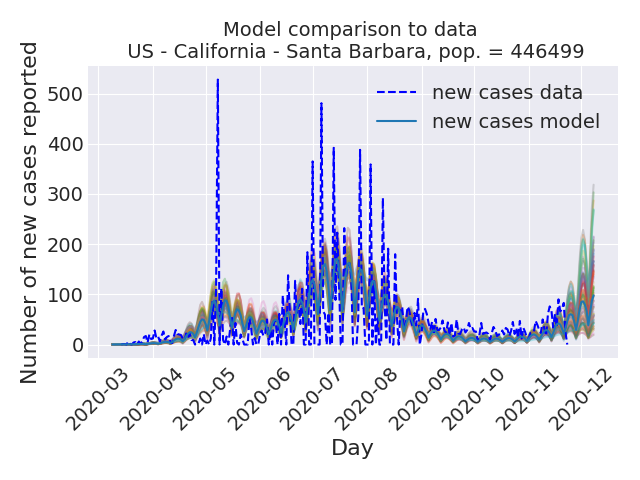 Model comparison to data
US - California - Santa Barbara, pop. = 446499
Number of new cases reported
500
400
300
200
100
0
new cases data
new cases model
2020-03
2020-04
2020-05
2020-06
2020-07
2020-08
2020-09
2020-10
2020-11
2020-12
Day